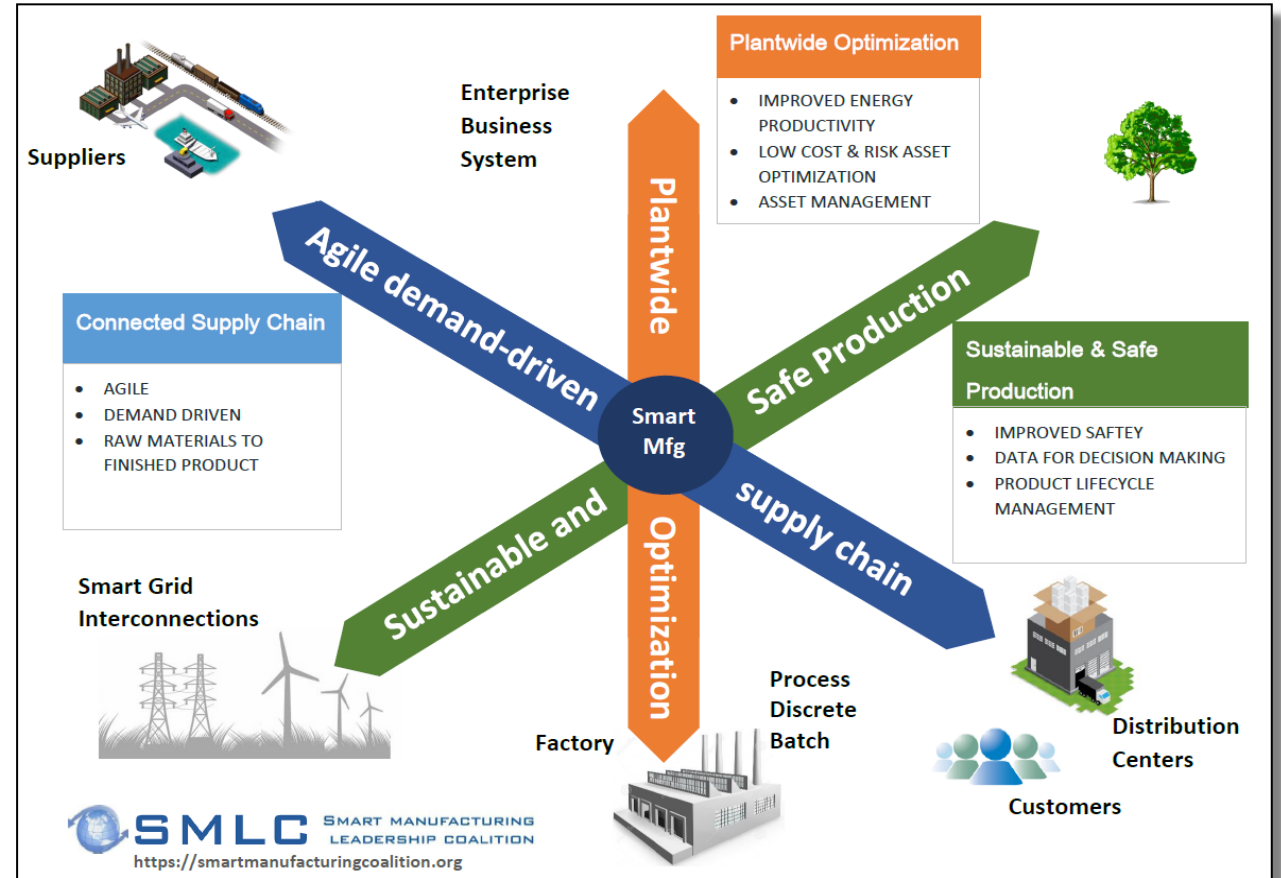 Suppliers
Enterprise
Business
System
Plantwide Optimization
• IMPROVED ENERGY
PRODUCTIVITY
• LOW COST & RISK ASSET
OPTIMIZATION
• ASSET MANAGEMENT
Connected Supply Chain
• AGILE
• DEMAND DRIVEN
• RAW MATERIALS TO
FINISHED PRODUCT
Agile demand-driven
supply chain
Plantwide
Optimization
Sustainable and
Safe Production
Smart
Mfg
Sustainable & Safe
Production
• IMPROVED SAFTEY
• DATA FOR DECISION MAKING
• PRODUCT LIFECYCLE
MANAGEMENT
Smart Grid
Interconnections
Factory
Process
Discrete
Batch
Distribution
Centers
Customers
SMLC
SMART MANUFACTURING
LEADERSHIP COALITION
https://smartmanufacturingcoalition.org